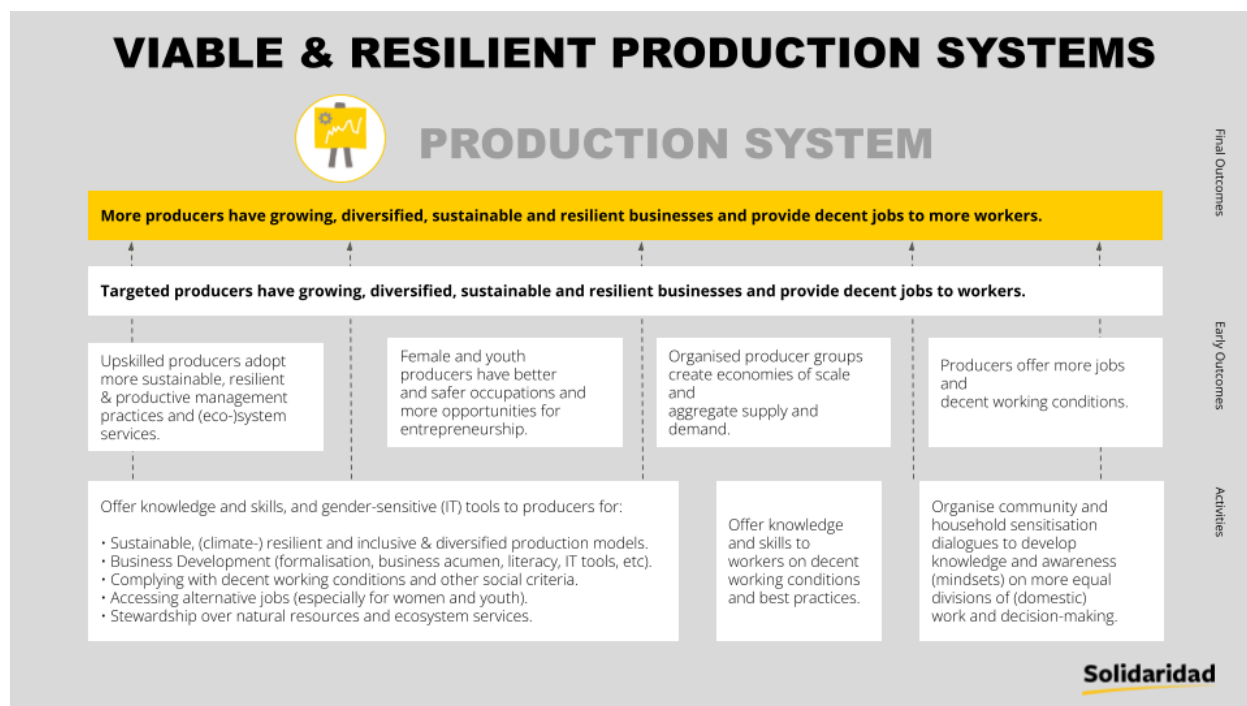 VIABLE & RESILIENT PRODUCTION SYSTEMS
PRODUCTION SYSTEM
Final Outcomes
More producers have growing, diversified, sustainable and resilient businesses and provide decent jobs to more workers.
Targeted producers have growing, diversified, sustainable and resilient businesses and provide decent jobs to workers.
Early Outcomes
Upskilled producers adopt
more sustainable, resilient
& productive management
practices and (eco-)system
services.
Female and youth
producers have better
and safer occupations and
more opportunities for
entrepreneurship.
Organised producer groups
create economies of scale
and
aggregate supply and
demand.
Producers offer more jobs
and
decent working conditions.
Activities
Offer knowledge and skills, and gender-sensitive (IT) tools to producers for:
• Sustainable, (climate-) resilient and inclusive & diversified production models.
• Business Development (formalisation, business acumen, literacy, IT tools, etc).
• Complying with decent working conditions and other social criteria.
• Accessing alternative jobs (especially for women and youth).
• Stewardship over natural resources and ecosystem services.
Offer knowledge
and skills to
workers on decent
working conditions
and best practices.
Organise community and
household sensitisation
dialogues to develop
knowledge and awareness
(mindsets) on more equal
divisions of (domestic)
work and decision-making.
Solidaridad